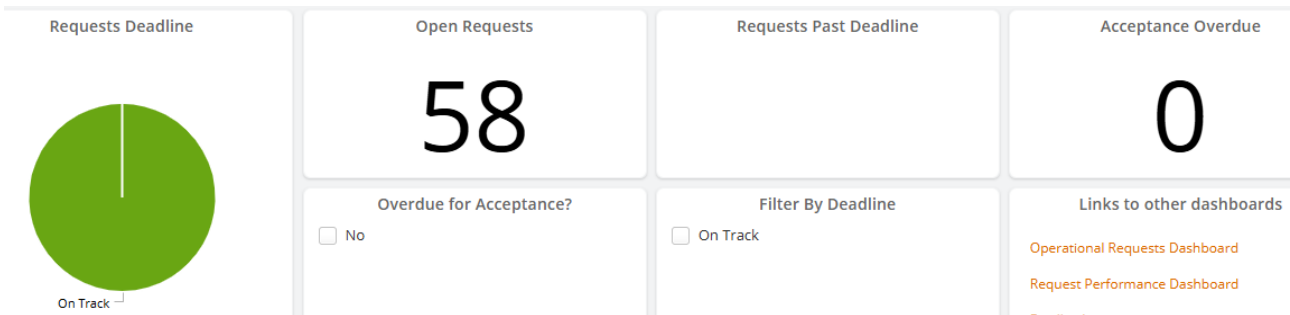 Requests Deadline
Open Requests
Requests Past Deadline
Acceptance Overdue
58
0
On Track
Overdue for Acceptance?
No
Filter By Deadline
On Track
Links to other dashboards
Operational Requests Dashboard
Request Performance Dashboard